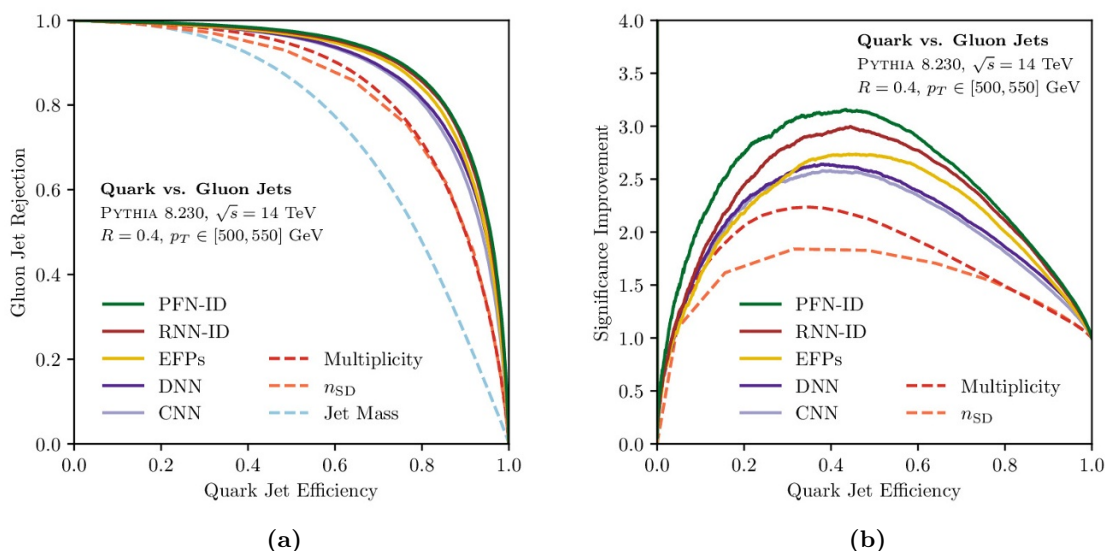 1.0
0.8
0.6
0.4
0.2
0.0
Gluon Jet Rejection
Quark vs. Gluon Jets
PYTHIA 8.230, √s = 14 TeV
R = 0.4, p_T ∈ [500, 550] GeV
PFN-ID
RNN-ID
EFPs
DNN
CNN
Multiplicity
n_SD
Jet Mass
0.0 0.2 0.4 0.6 0.8 1.0
Quark Jet Efficiency
(a)
4.0
3.5
3.0
2.5
2.0
1.5
1.0
0.5
0.0
Significance Improvement
Quark vs. Gluon Jets
PYTHIA 8.230, √s = 14 TeV
R = 0.4, p_T ∈ [500, 550] GeV
PFN-ID
RNN-ID
EFPs
DNN
CNN
Multiplicity
n_SD
0.0 0.2 0.4 0.6 0.8 1.0
Quark Jet Efficiency
(b)